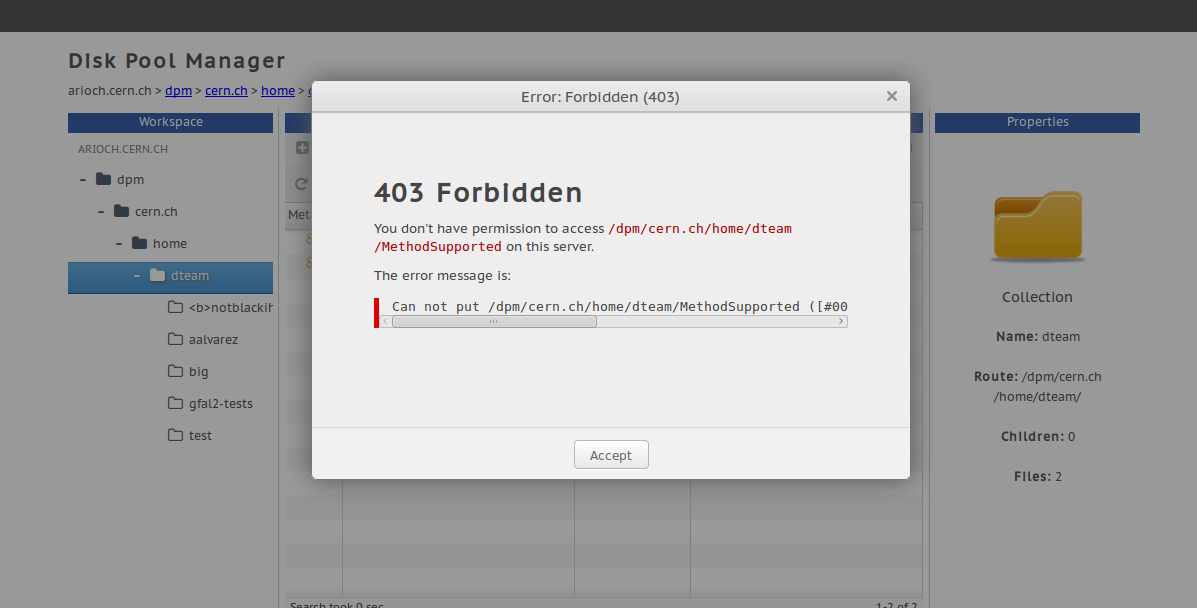 Disk Pool Manager
arioch.cern.ch > dpm > cern.ch > home >
Workspace
ARIOCH.CERN.CH
- dpm
- cern.ch
- home
- dteam
<b>notblackih
aalvarez
big
gfal2-tests
test
Met
Error: Forbidden (403)
403 Forbidden
You don't have permission to access /dpm/cern.ch/home/dteam
/MethodSupported on this server.
The error message is:
Can not put /dpm/cern.ch/home/dteam/MethodSupported ([#00
Accept
Search took 0 sec
1-2 of 2
Properties
Collection
Name: dteam
Route: /dpm/cern.ch
/home/dteam/
Children: 0
Files: 2